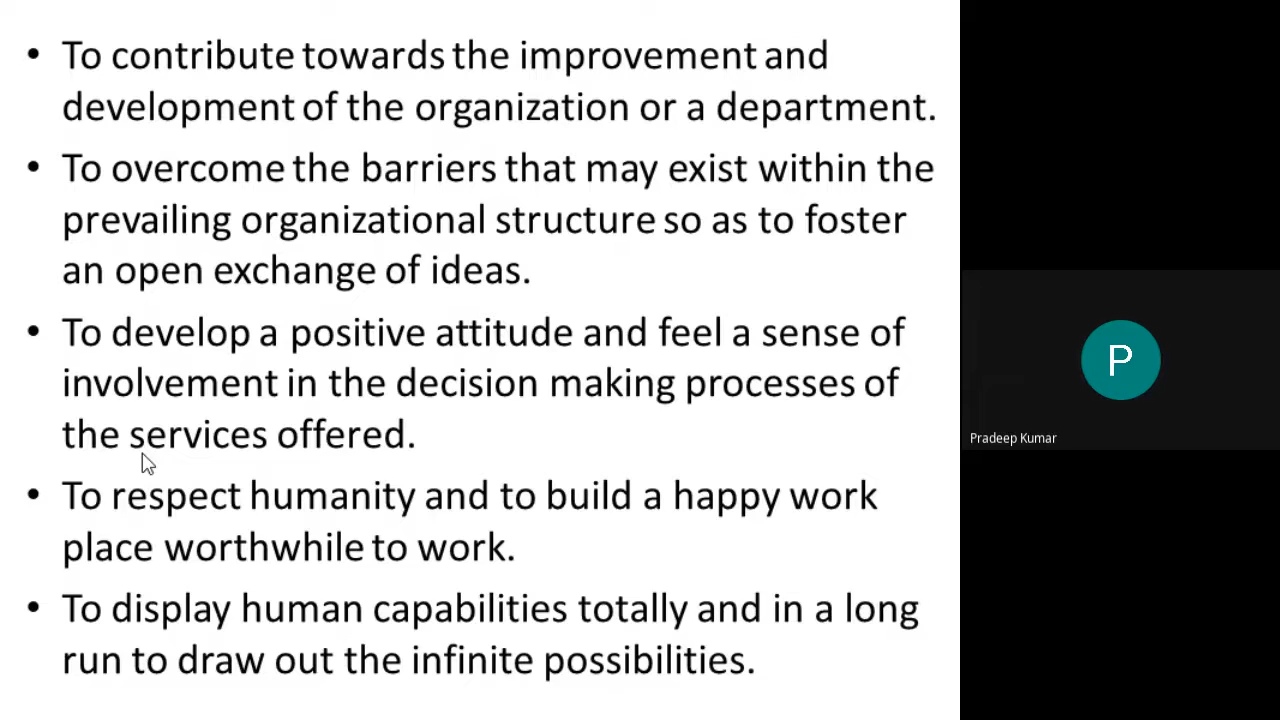 • To contribute towards the improvement and
development of the organization or a department.
• To overcome the barriers that may exist within the
prevailing organizational structure so as to foster
an open exchange of ideas.
• To develop a positive attitude and feel a sense of
involvement in the decision making processes of
the services offered.
• To respect humanity and to build a happy work
place worthwhile to work.
• To display human capabilities totally and in a long
run to draw out the infinite possibilities.
P
Pradeep Kumar